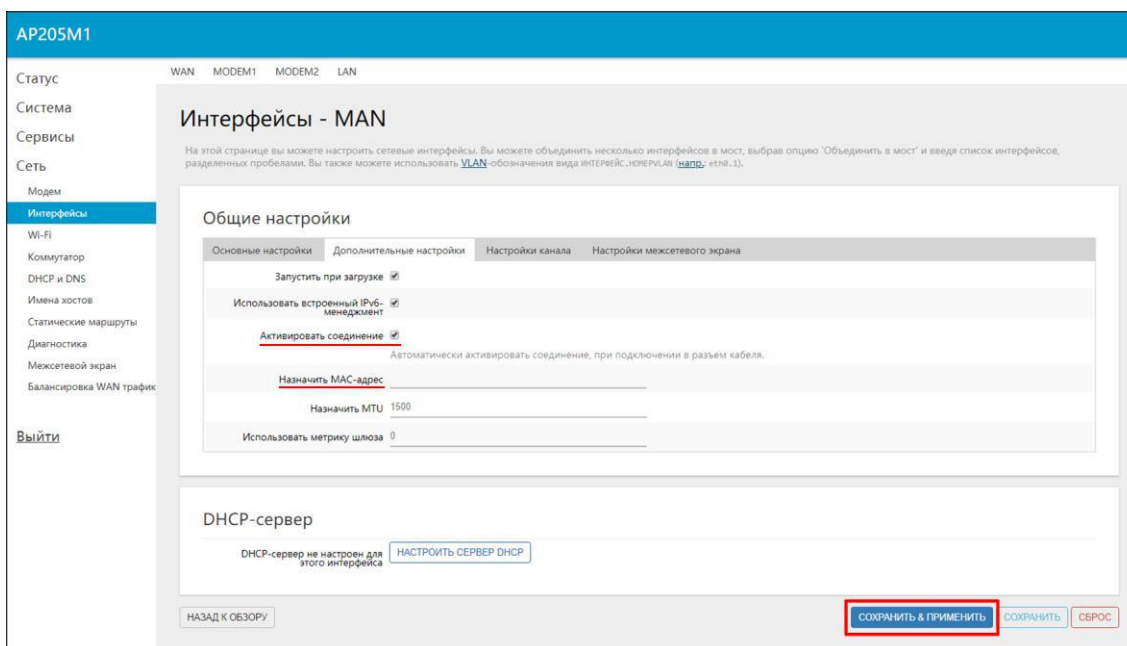 AP205M1
WAN MODEM1 MODEM2 LAN
Статус
Система
Сервисы
Сеть
Модем
Интерфейсы
Wi-Fi
Коммутатор
DHCP и DNS
Имена хостов
Статические маршруты
Диагностика
Межсетевой экран
Балансировка WAN трафик
Выйти
Интерфейсы - MAN
На этой странице вы можете настроить сетевые интерфейсы. Вы можете объединить несколько интерфейсов в мост, выбрав опцию 'Объединить в мост' и введя список интерфейсов,
разделенных пробелами. Вы также можете использовать VLAN-обозначения вида ИНТЕРФЕЙС.НОМЕРVLAN (напр.: eth0.1).
Общие настройки
Основные настройки Дополнительные настройки Настройки канала Настройки межсетевого экрана
Запустить при загрузке
Использовать встроенный IPv6-
менеджмент
Активировать соединение
Автоматически активировать соединение, при подключении в разъем кабеля.
Назначить MAC-адрес
Назначить MTU 1500
Использовать метрику шлюза 0
DHCP-сервер
DHCP-сервер не настроен для
этого интерфейса
НАСТРОИТЬ СЕРВЕР DHCP
НАЗАД К ОБЗОРУ СОХРАНИТЬ & ПРИМЕНИТЬ СОХРАНИТЬ СБРОС